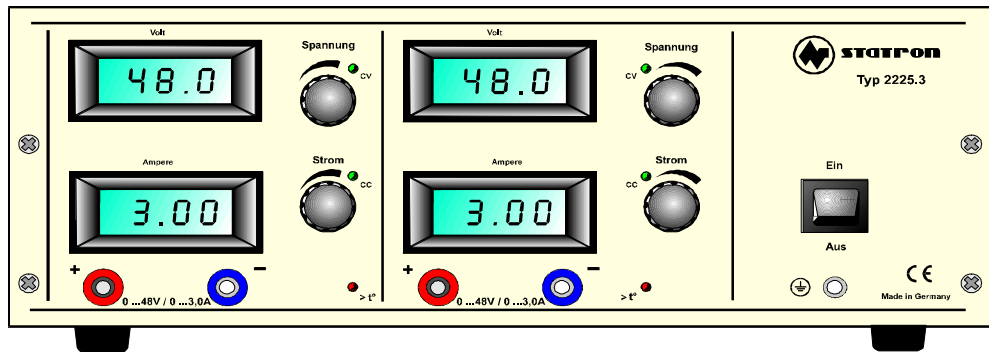 Volt
48.0
Spannung
CV
Ampere
3.00
Strom
CC
+
−
0 ...48V / 0 ...3,0A
> t°
Volt
48.0
Spannung
CV
Ampere
3.00
Strom
CC
+
−
0 ...48V / 0 ...3,0A
> t°
STATRON
Typ 2225.3
Ein
Aus
CE
Made in Germany